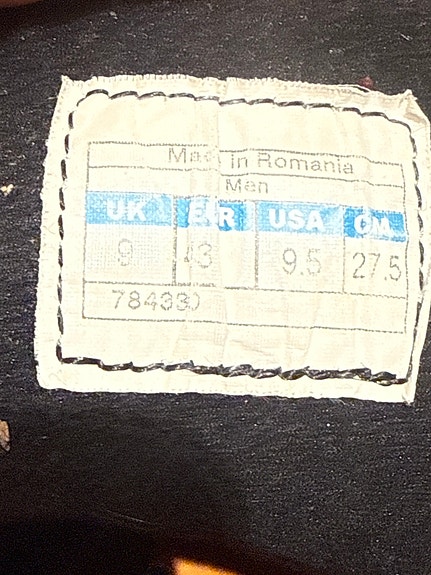 Made in Romania
Men
UK EUR USA CM
9 43 9.5 27.5
784330